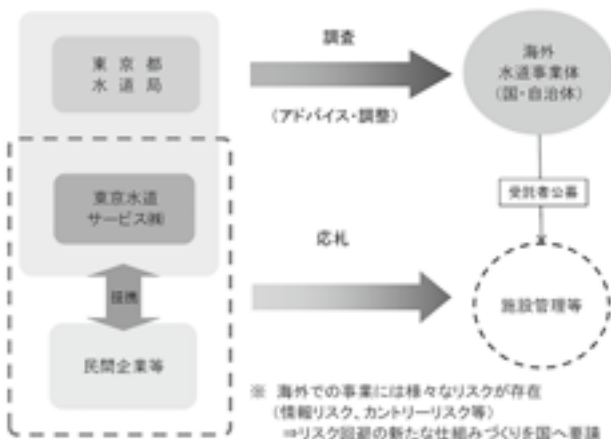 東京都
水道局
調査
(アドバイス・調整)
海外
水道事業体
(国・自治体)
受託者公募
東京水道
サービス㈱
提携
民間企業等
応札
施設管理等
※ 海外での事業には様々なリスクが存在
(情報リスク、カントリーリスク等)
⇒リスク回避の新たな仕組みづくりを国へ要請